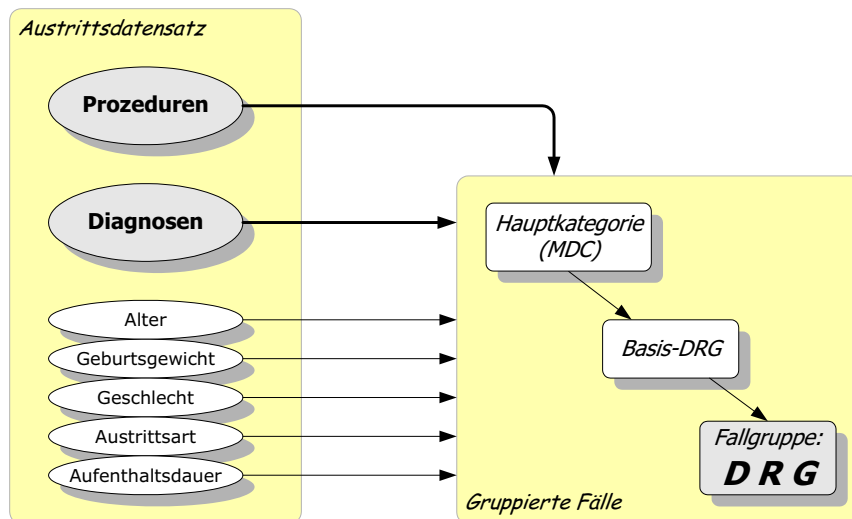 Austrittsdatensatz
Prozeduren
Diagnosen
Alter
Geburtsgewicht
Geschlecht
Austrittsart
Aufenthaltsdauer
Hauptkategorie
(MDC)
Basis-DRG
Fallgruppe:
D R G
Gruppierte Fälle